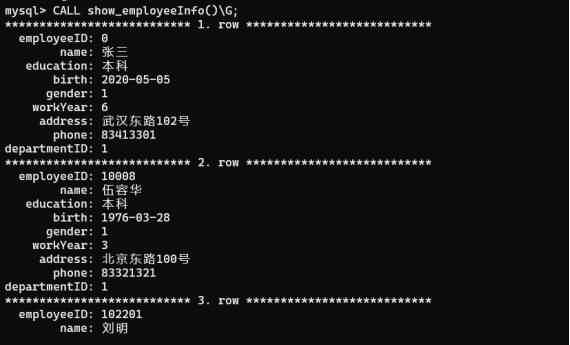 mysql> CALL show_employeeInfo()\G;
*************************** 1. row ***************************
employeeID: 0
name: 张三
education: 本科
birth: 2020-05-05
gender: 1
workYear: 6
address: 武汉东路102号
phone: 83413301
departmentID: 1
*************************** 2. row ***************************
employeeID: 10008
name: 伍容华
education: 本科
birth: 1976-03-28
gender: 1
workYear: 3
address: 北京东路100号
phone: 83321321
departmentID: 1
*************************** 3. row ***************************
employeeID: 102201
name: 刘明